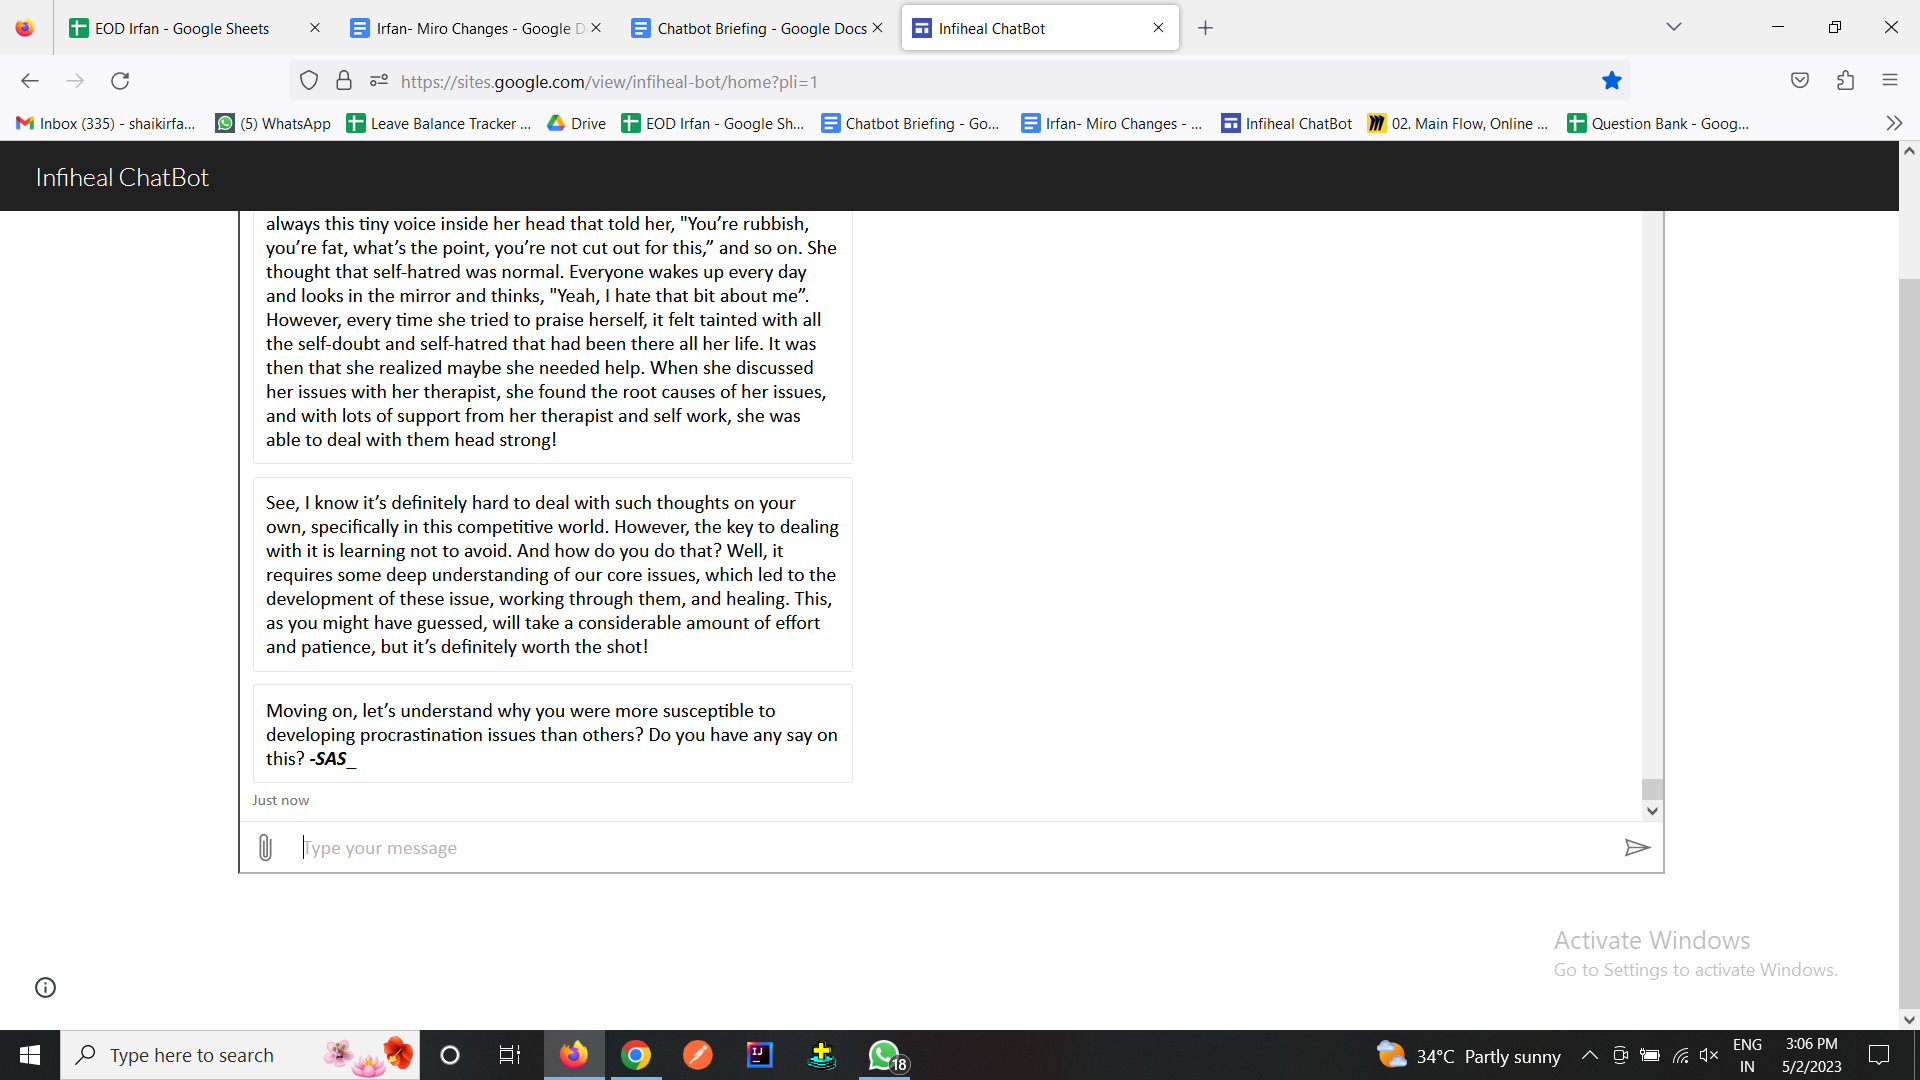 EOD Irfan - Google Sheets
Irfan- Miro Changes - Google D
Chatbot Briefing - Google Docs
Infiheal ChatBot
https://sites.google.com/view/infiheal-bot/home?pli=1
Inbox (335) - shaikirfa...
(5) WhatsApp
Leave Balance Tracker ...
Drive
EOD Irfan - Google Sh...
Chatbot Briefing - Go...
Irfan- Miro Changes - ...
Infiheal ChatBot
02. Main Flow, Online ...
Question Bank - Goog...
Infiheal ChatBot
always this tiny voice inside her head that told her, "You’re rubbish,
you’re fat, what’s the point, you’re not cut out for this,” and so on. She
thought that self-hatred was normal. Everyone wakes up every day
and looks in the mirror and thinks, "Yeah, I hate that bit about me”.
However, every time she tried to praise herself, it felt tainted with all
the self-doubt and self-hatred that had been there all her life. It was
then that she realized maybe she needed help. When she discussed
her issues with her therapist, she found the root causes of her issues,
and with lots of support from her therapist and self work, she was
able to deal with them head strong!
See, I know it’s definitely hard to deal with such thoughts on your
own, specifically in this competitive world. However, the key to dealing
with it is learning not to avoid. And how do you do that? Well, it
requires some deep understanding of our core issues, which led to the
development of these issue, working through them, and healing. This,
as you might have guessed, will take a considerable amount of effort
and patience, but it’s definitely worth the shot!
Moving on, let’s understand why you were more susceptible to
developing procrastination issues than others? Do you have any say on
this? -SAS_
Just now
Type your message
Activate Windows
Go to Settings to activate Windows.
Type here to search
IJ
18
34°C Partly sunny
ENG
IN
3:06 PM
5/2/2023